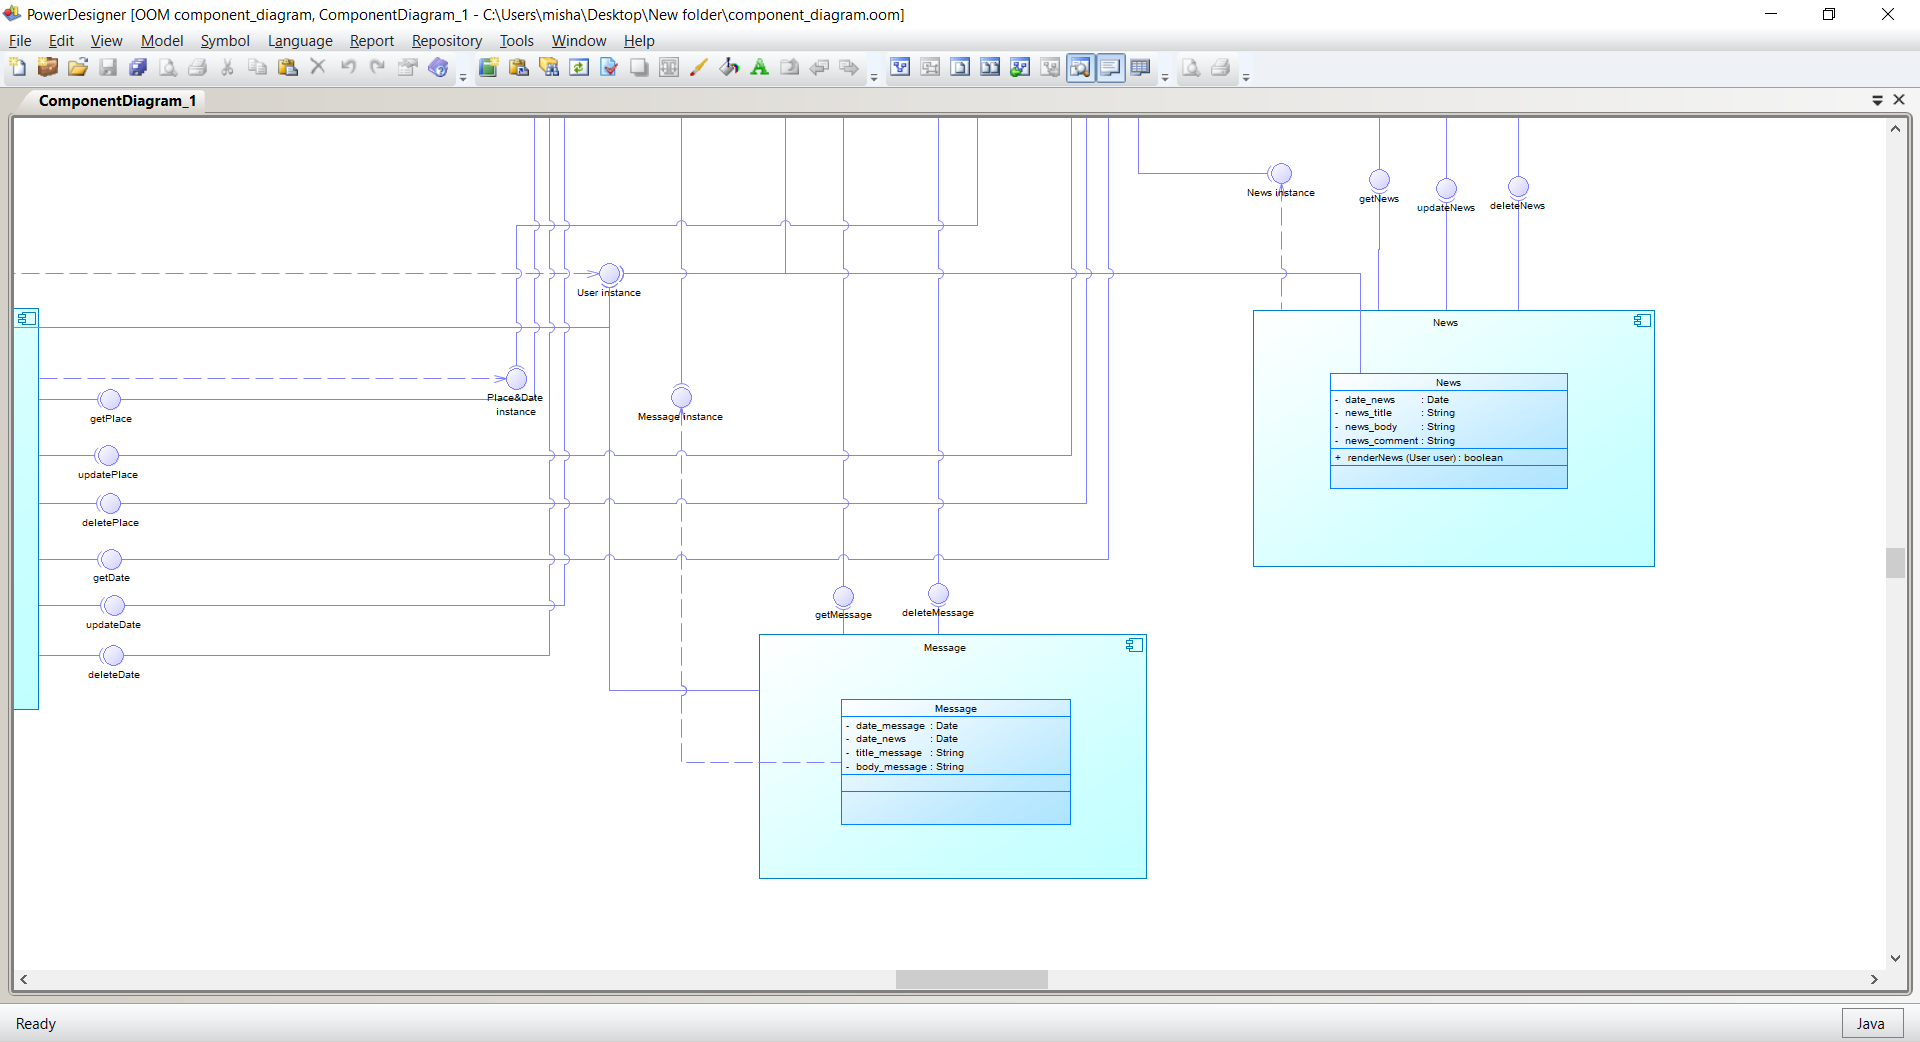 PowerDesigner [OOM component_diagram, ComponentDiagram_1 - C:\Users\misha\Desktop\New folder\component_diagram.oom]
File Edit View Model Symbol Language Report Repository Tools Window Help
ComponentDiagram_1
News instance
getNews
updateNews
deleteNews
User instance
News
News
- date_news : Date
- news_title : String
- news_body : String
- news_comment : String
+ renderNews (User user) : boolean
Place&Date
instance
getPlace
Message instance
updatePlace
deletePlace
getDate
updateDate
deleteDate
getMessage
deleteMessage
Message
Message
- date_message : Date
- date_news : Date
- title_message : String
- body_message : String
Ready
Java